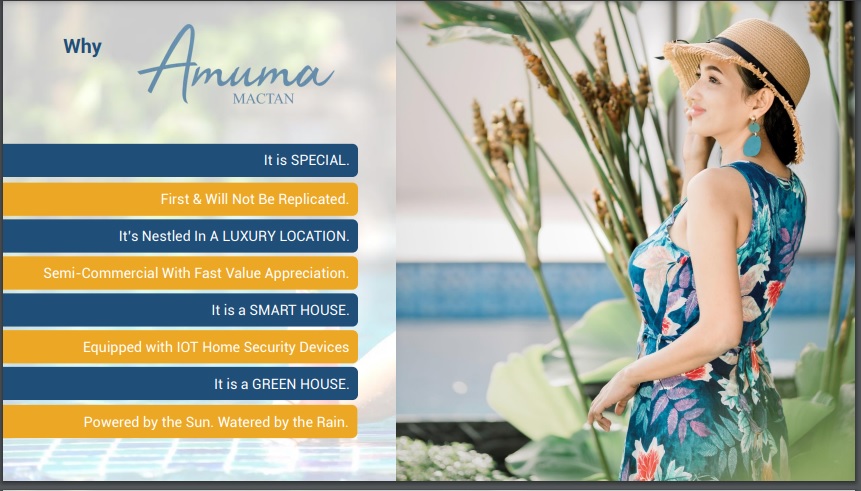 Why
Amuma
MACTAN
It is SPECIAL.
First & Will Not Be Replicated.
It's Nestled In A LUXURY LOCATION.
Semi-Commercial With Fast Value Appreciation.
It is a SMART HOUSE.
Equipped with IOT Home Security Devices
It is a GREEN HOUSE.
Powered by the Sun. Watered by the Rain.